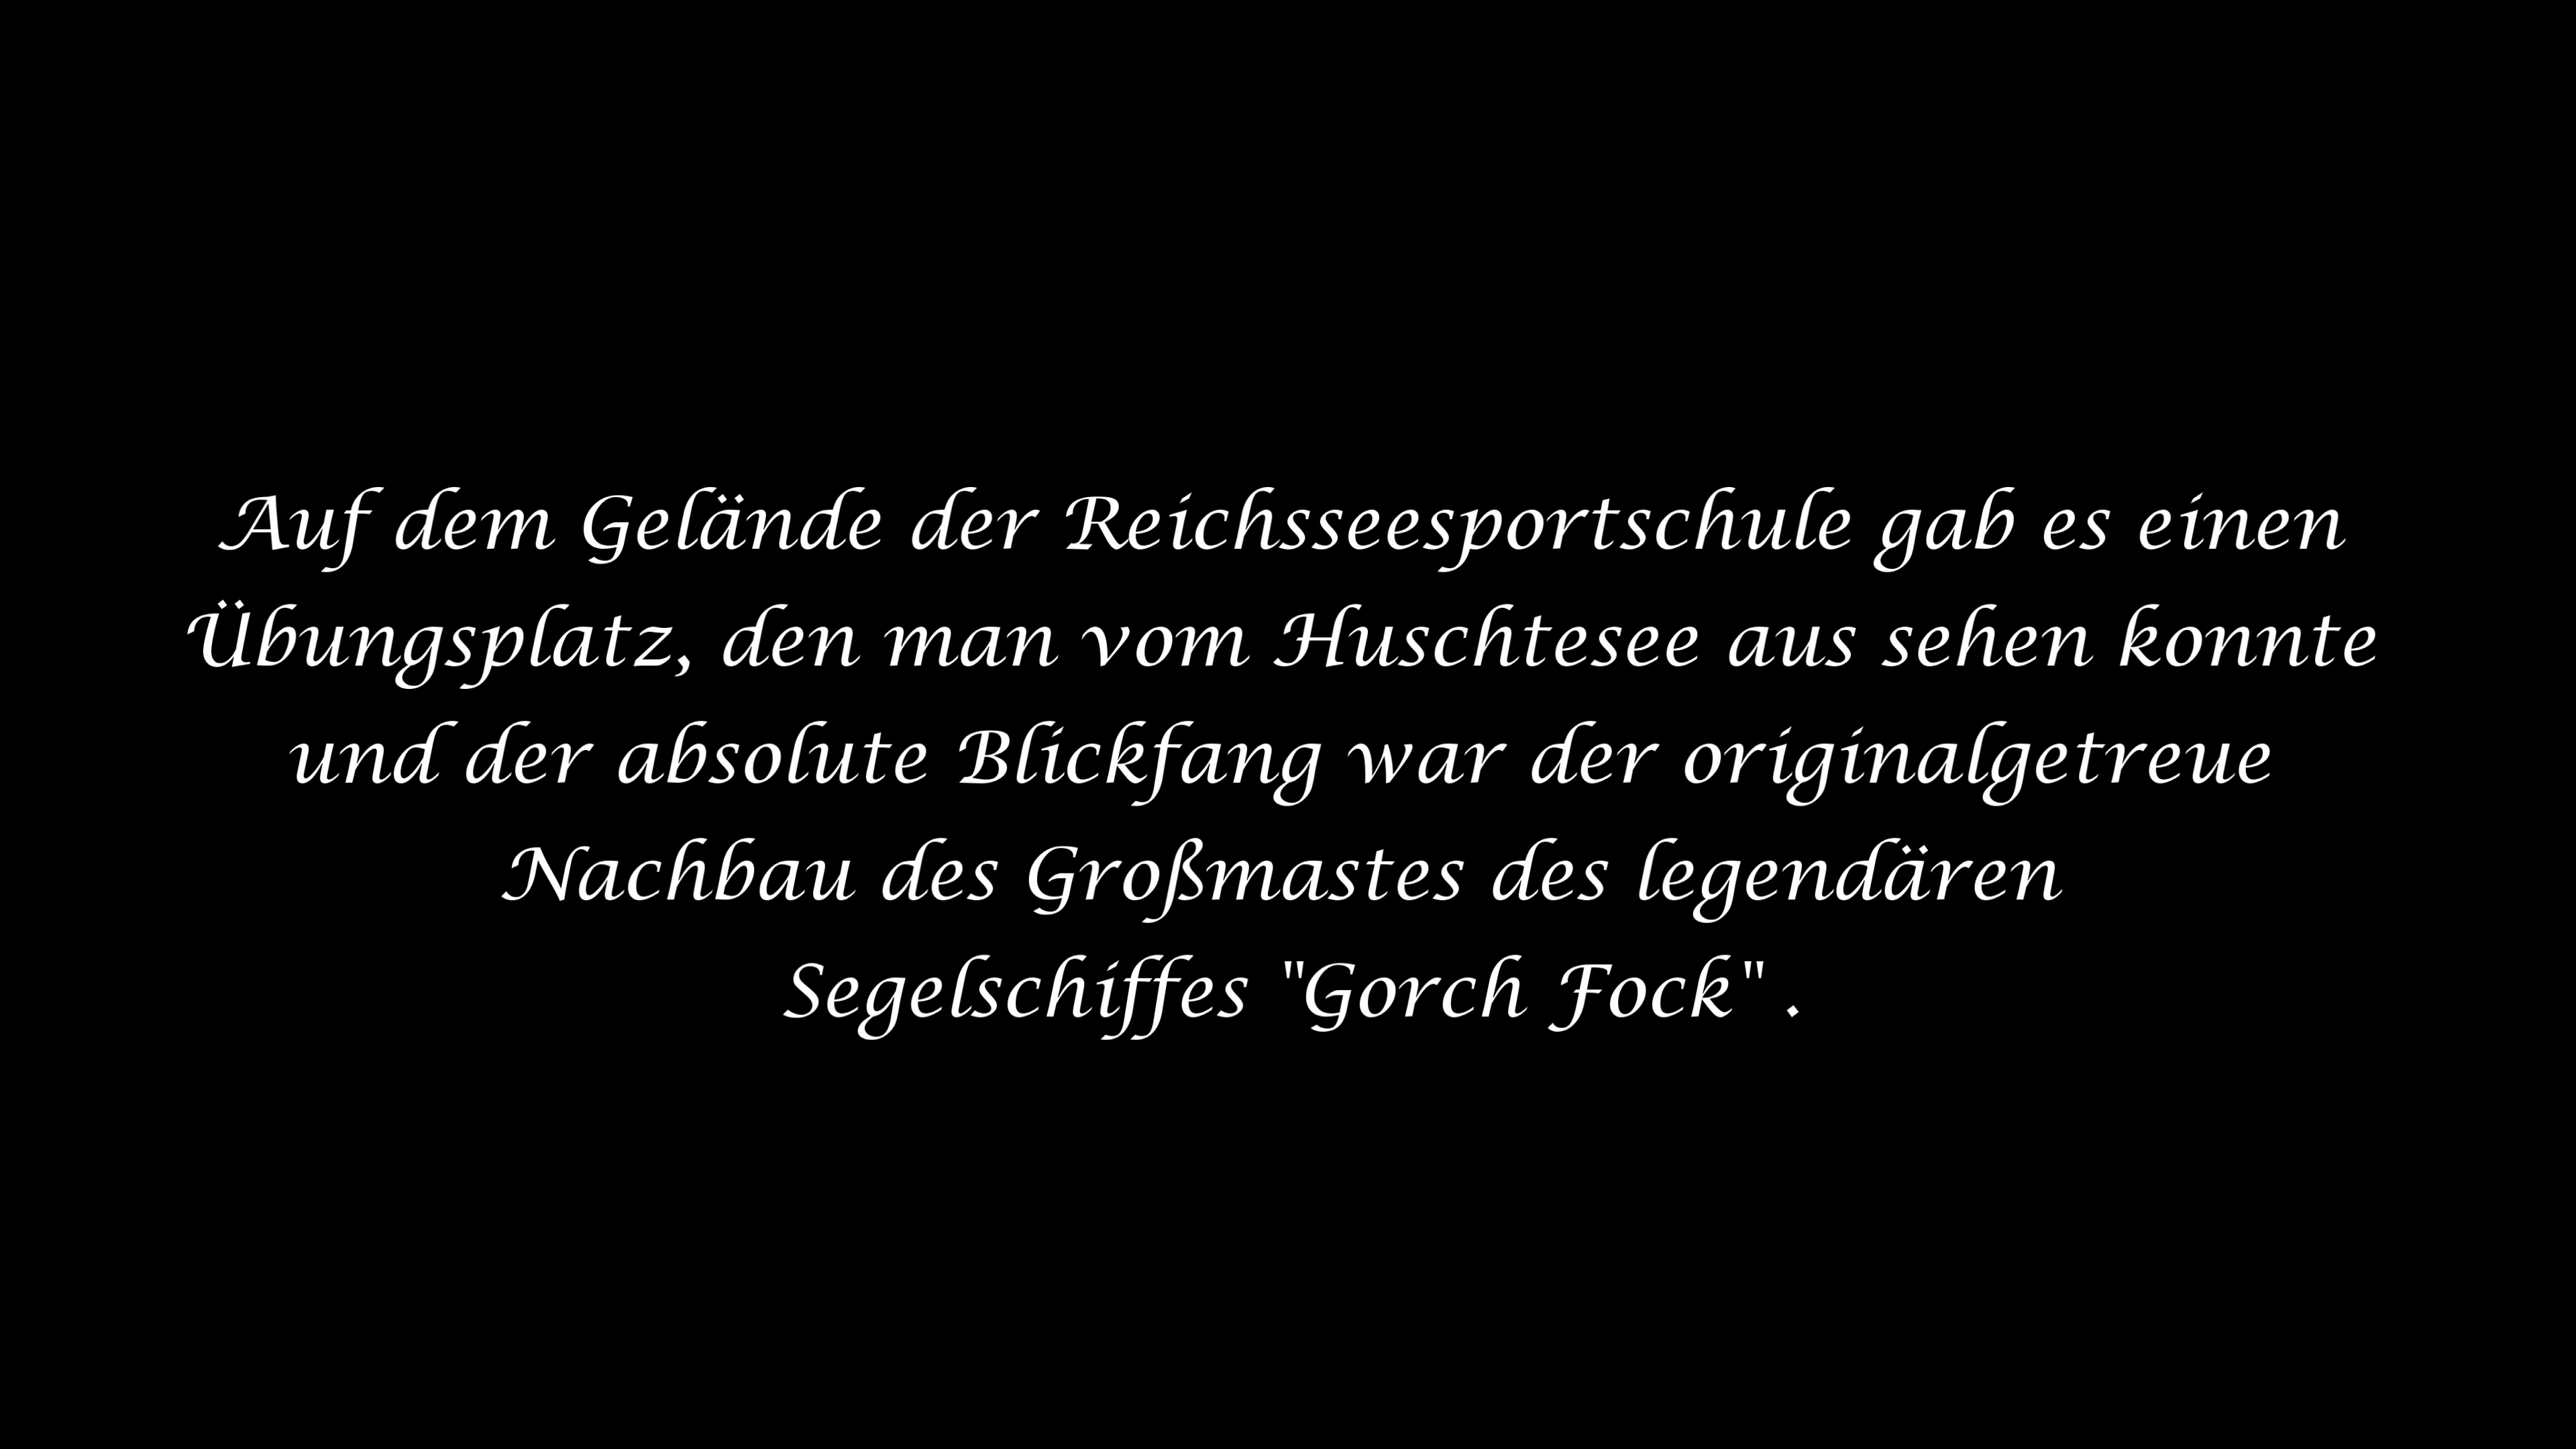 Auf dem Gelände der Reichsseesportschule gab es einen
Übungsplatz, den man vom Huschtesee aus sehen konnte
und der absolute Blickfang war der originalgetreue
Nachbau des Großmastes des legendären
Segelschiffes "Gorch Fock" .